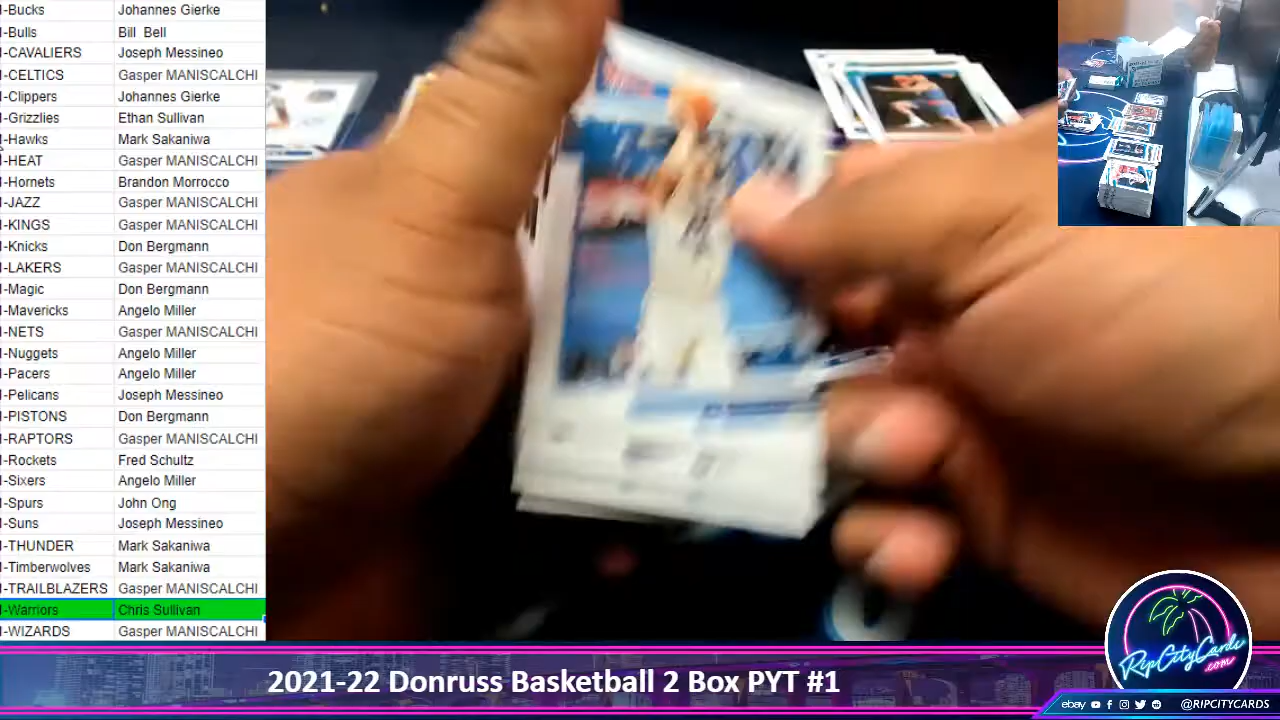 I-Bucks Johannes Gierke
I-Bulls Bill Bell
I-CAVALIERS Joseph Messineo
I-CELTICS Gasper MANISCALCHI
I-Clippers Johannes Gierke
I-Grizzlies Ethan Sullivan
I-Hawks Mark Sakaniwa
I-HEAT Gasper MANISCALCHI
I-Hornets Brandon Morrocco
I-JAZZ Gasper MANISCALCHI
I-KINGS Gasper MANISCALCHI
I-Knicks Don Bergmann
I-LAKERS Gasper MANISCALCHI
I-Magic Don Bergmann
I-Mavericks Angelo Miller
I-NETS Gasper MANISCALCHI
I-Nuggets Angelo Miller
I-Pacers Angelo Miller
I-Pelicans Joseph Messineo
I-PISTONS Don Bergmann
I-RAPTORS Gasper MANISCALCHI
I-Rockets Fred Schultz
I-Sixers Angelo Miller
I-Spurs John Ong
I-Suns Joseph Messineo
I-THUNDER Mark Sakaniwa
I-Timberwolves Mark Sakaniwa
I-TRAILBLAZERS Gasper MANISCALCHI
I-Warriors Chris Sullivan
I-WIZARDS Gasper MANISCALCHI
2021-22 Donruss Basketball 2 Box PYT #1
RipCityCards
.com
ebay @RIPCITYCARDS